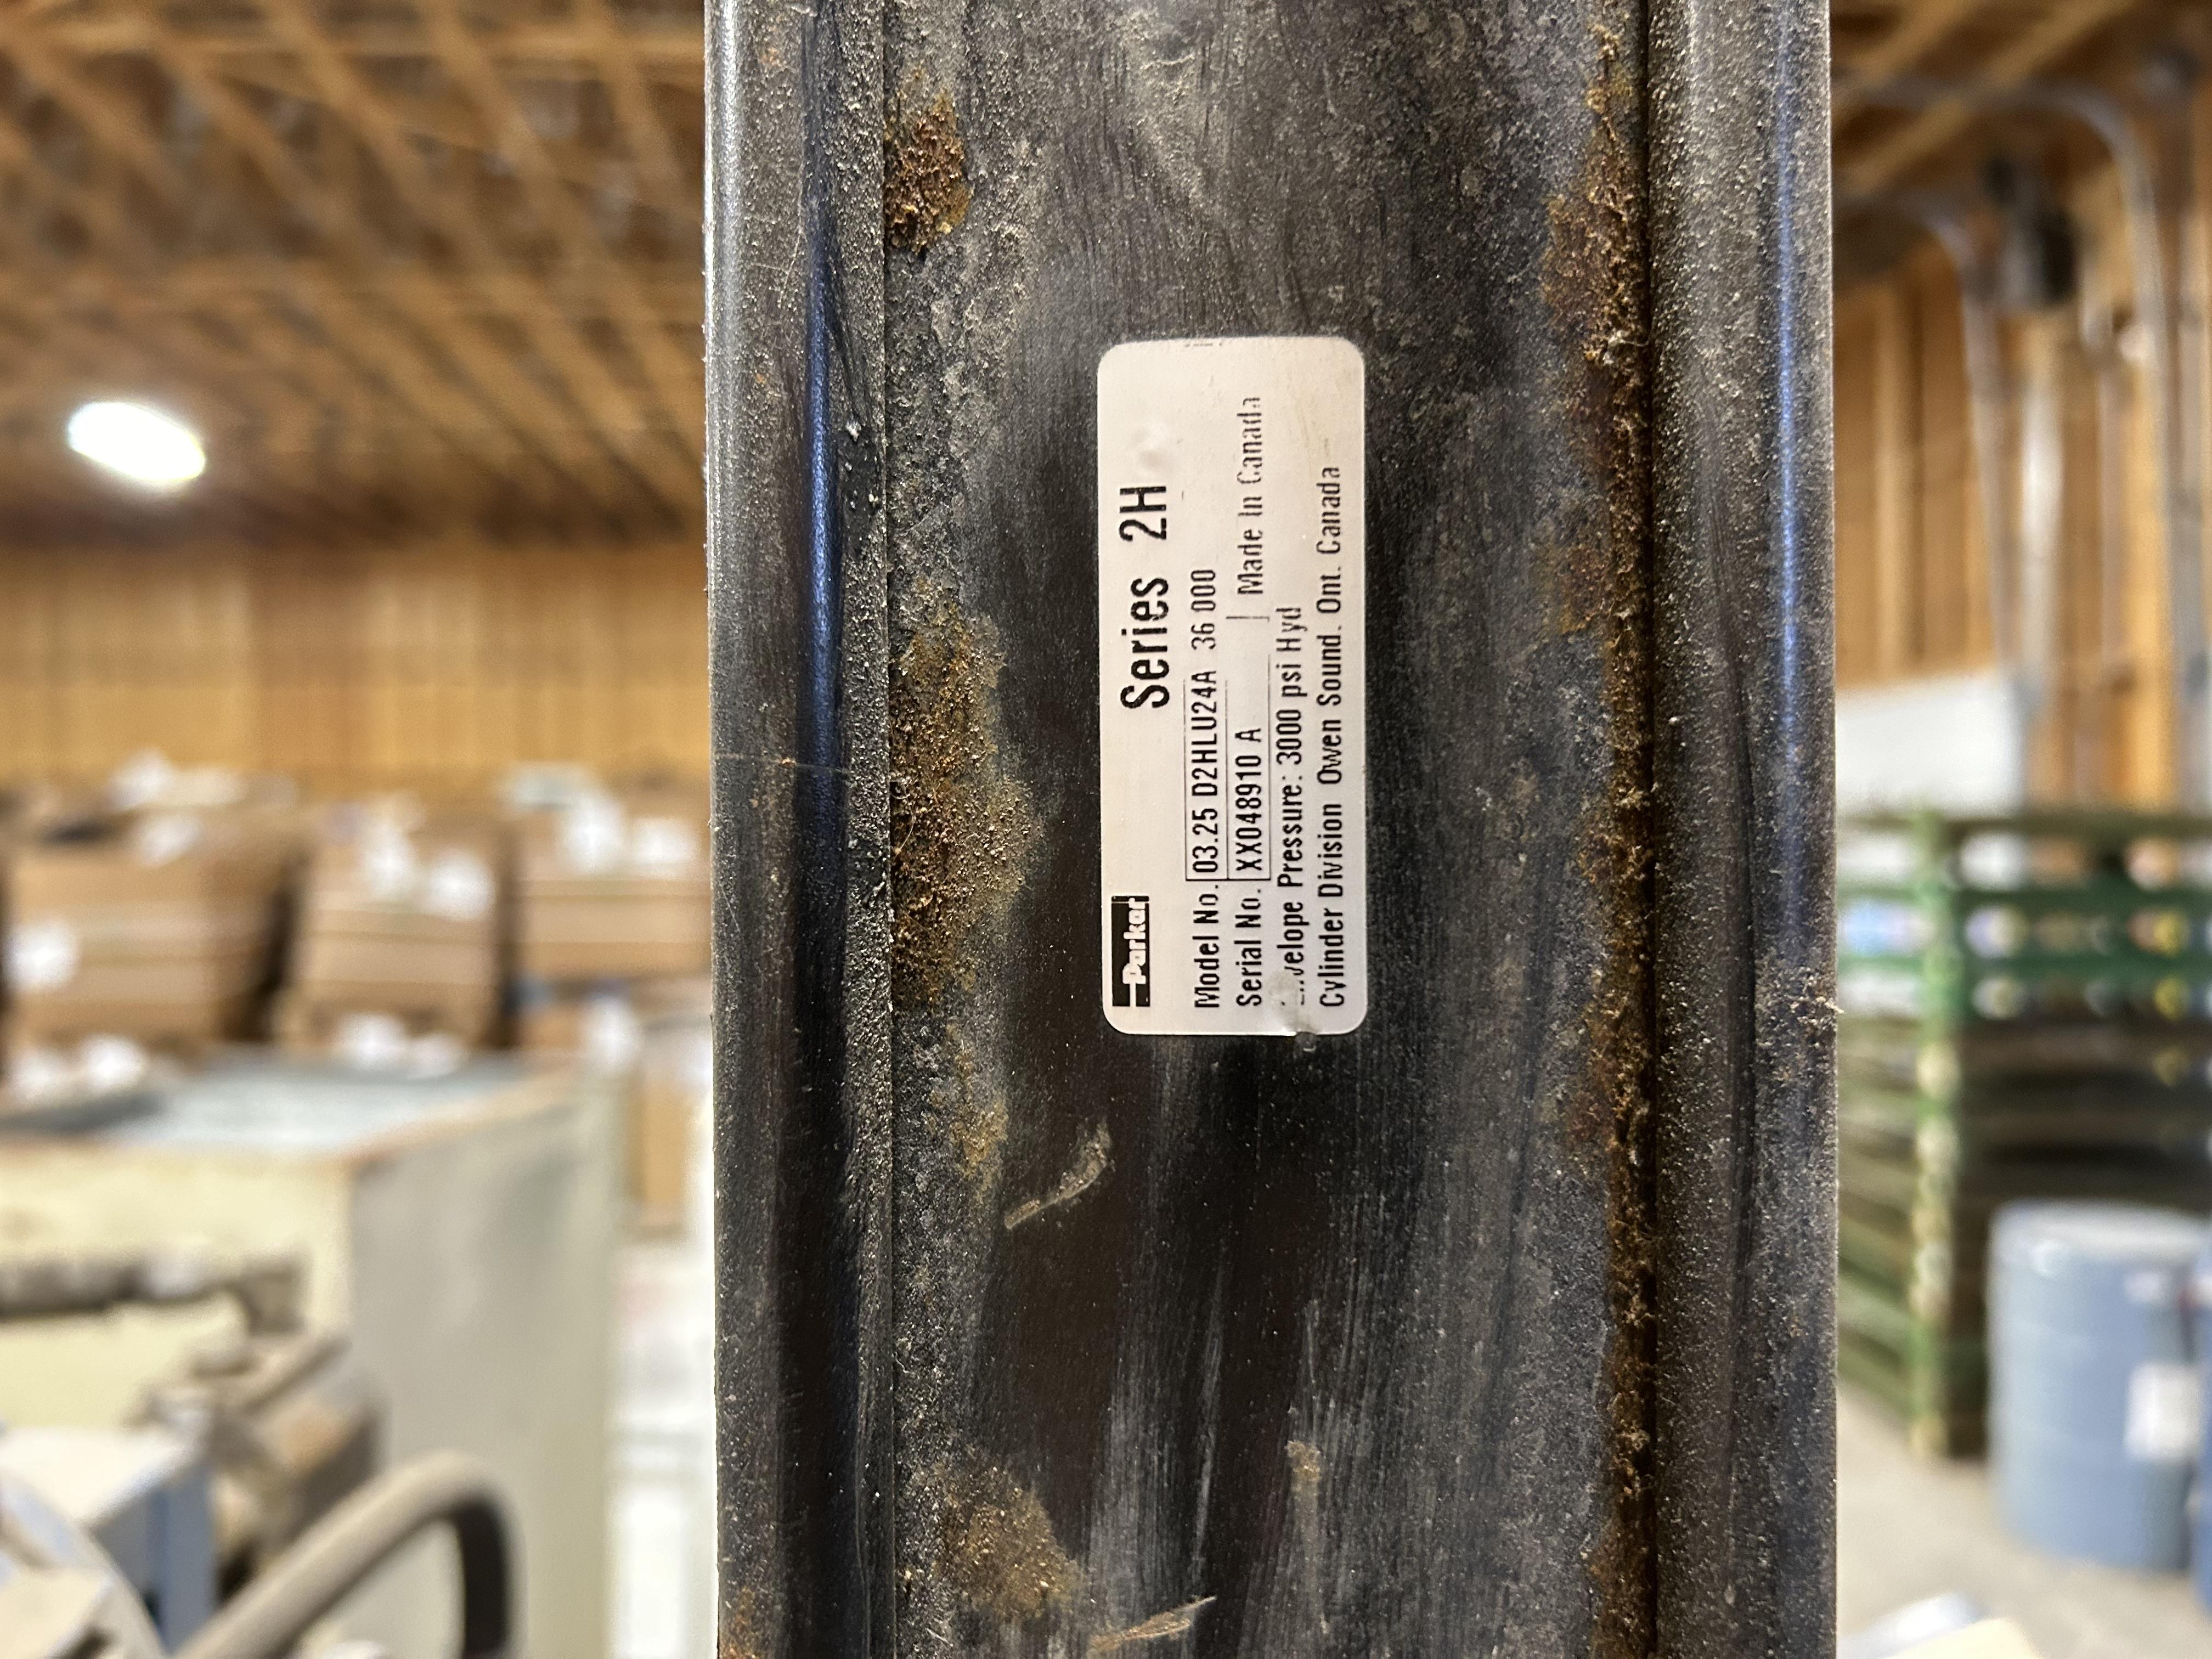 Parker
Series 2H
Model No. 03.25 D2HLU24A 36 000
Serial No. XX048910 A Made In Canada
Pressure: 3000 psi Hyd
Cylinder Division Owen Sound. Ont. Canada